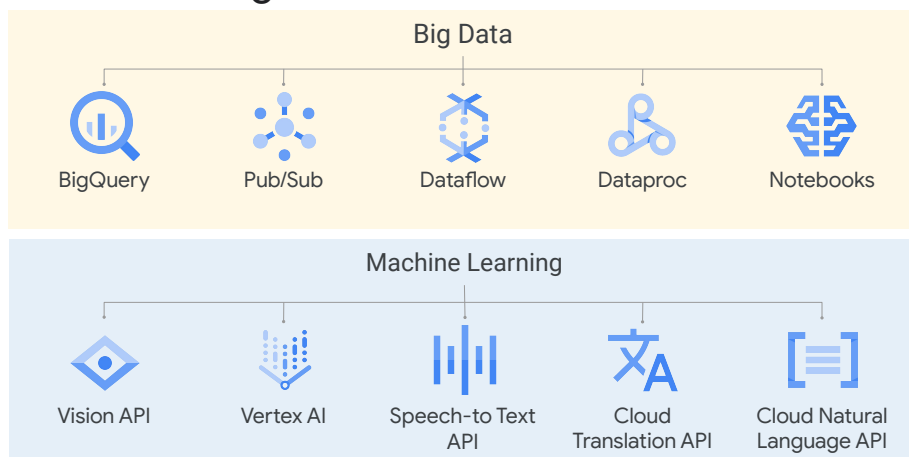 Big Data
BigQuery
Pub/Sub
Dataflow
Dataproc
Notebooks
Machine Learning
Vision API
Vertex AI
Speech-to Text
API
Cloud
Translation API
Cloud Natural
Language API